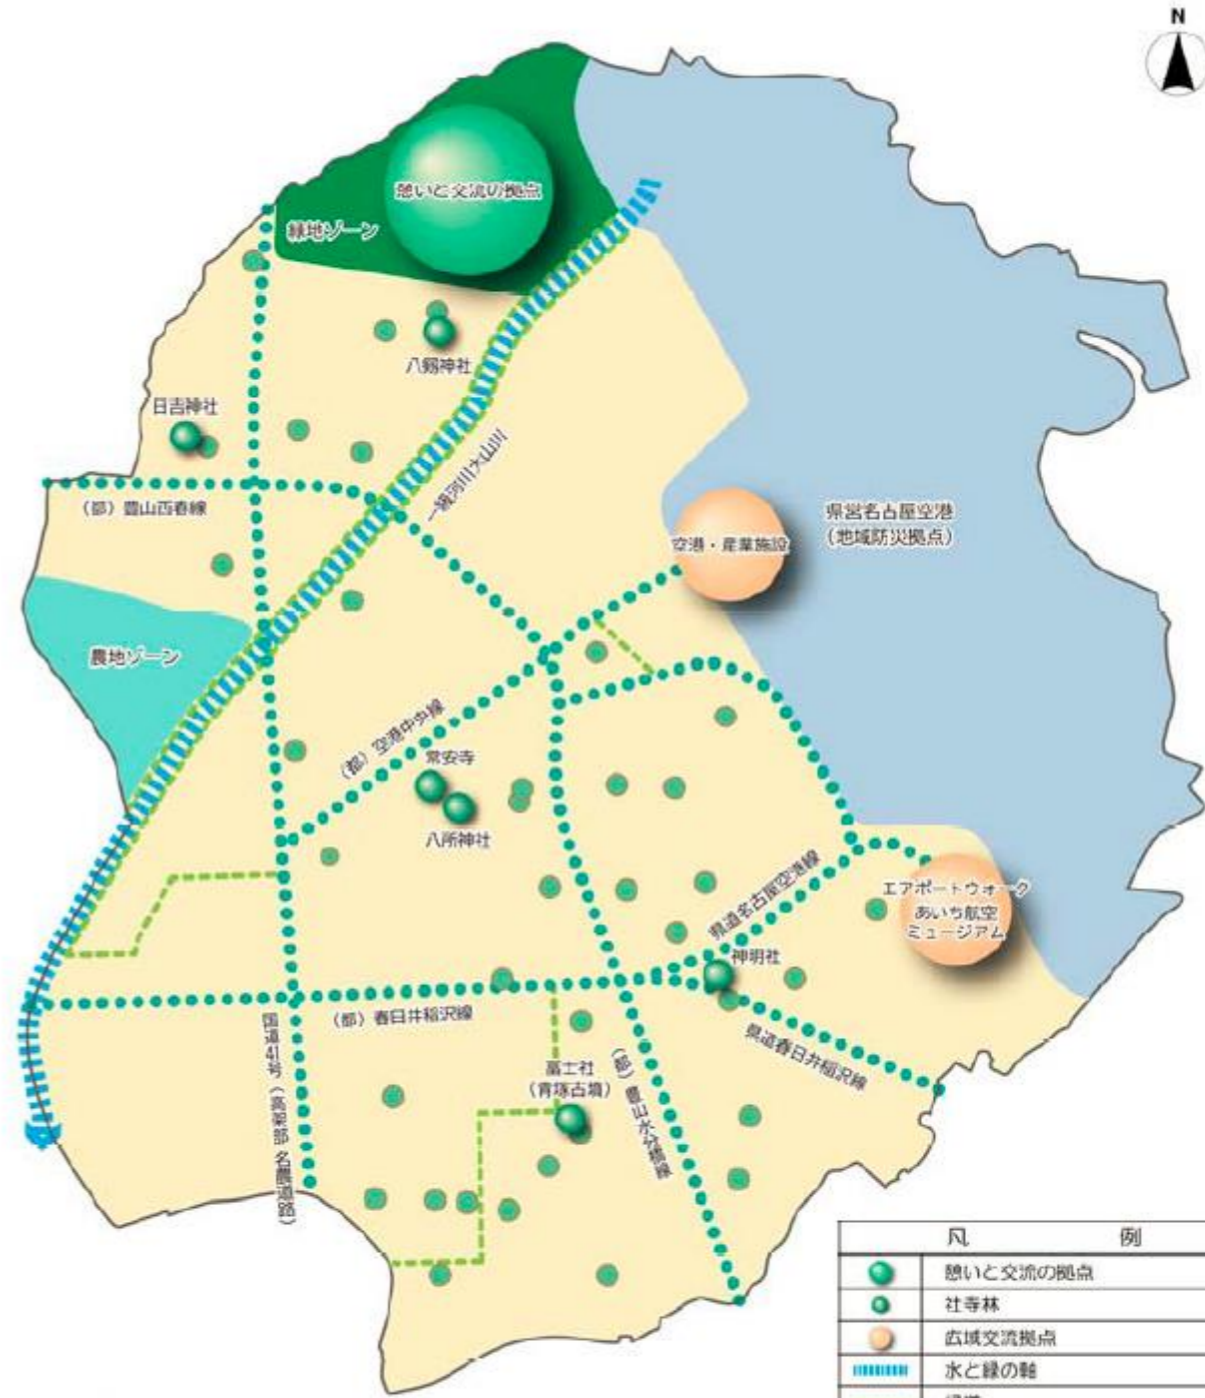 N
憩いと交流の拠点
緑地ゾーン
八剱神社
日吉神社
(都)豊山西春線
一級河川大山川
県営名古屋空港
(地域防災拠点)
空港・産業施設
農地ゾーン
(都)空港中央線
常安寺
八所神社
エアポートウォーク
あいち航空
ミュージアム
県道名古屋空港線
神明社
(都)春日井稲沢線
県道春日井稲沢線
国道41号(高架部 名濃道路)
富士社
(青塚古墳)
(都)豊山水分橋線
凡 例
憩いと交流の拠点
社寺林
広域交流拠点
水と緑の軸